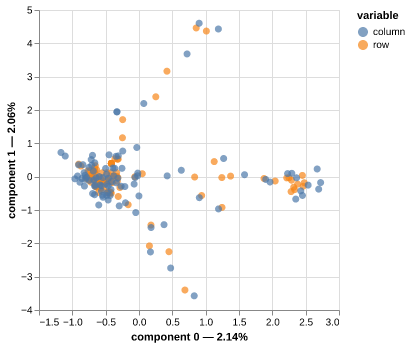 variable
column
row
component 1 — 2.06%
5
4
3
2
1
0
−1
−2
−3
−4
−1.5 −1.0 −0.5 0.0 0.5 1.0 1.5 2.0 2.5 3.0
component 0 — 2.14%